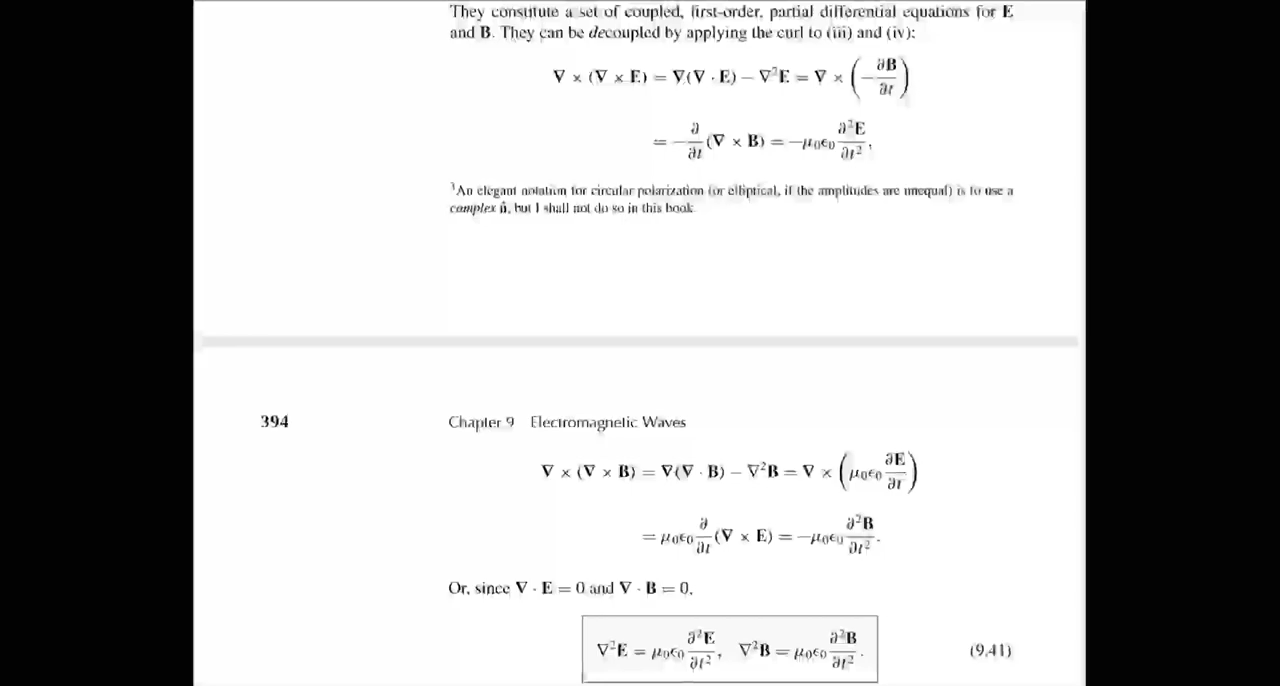 They constitute a set of coupled, first-order, partial differential equations for E
and B. They can be decoupled by applying the curl to (iii) and (iv):
∇ × (∇ × E) = ∇(∇ · E) − ∇²E = ∇ × (−∂B/∂t)
= −∂/∂t (∇ × B) = −μ₀ϵ₀ ∂²E/∂t²,
³An elegant notation for circular polarization (or elliptical, if the amplitudes are unequal) is to use a
complex n̂, but I shall not do so in this book.
394 Chapter 9 Electromagnetic Waves
∇ × (∇ × B) = ∇(∇ · B) − ∇²B = ∇ × (μ₀ϵ₀ ∂E/∂t)
= μ₀ϵ₀ ∂/∂t (∇ × E) = −μ₀ϵ₀ ∂²B/∂t².
Or, since ∇ · E = 0 and ∇ · B = 0,
∇²E = μ₀ϵ₀ ∂²E/∂t², ∇²B = μ₀ϵ₀ ∂²B/∂t². (9.41)